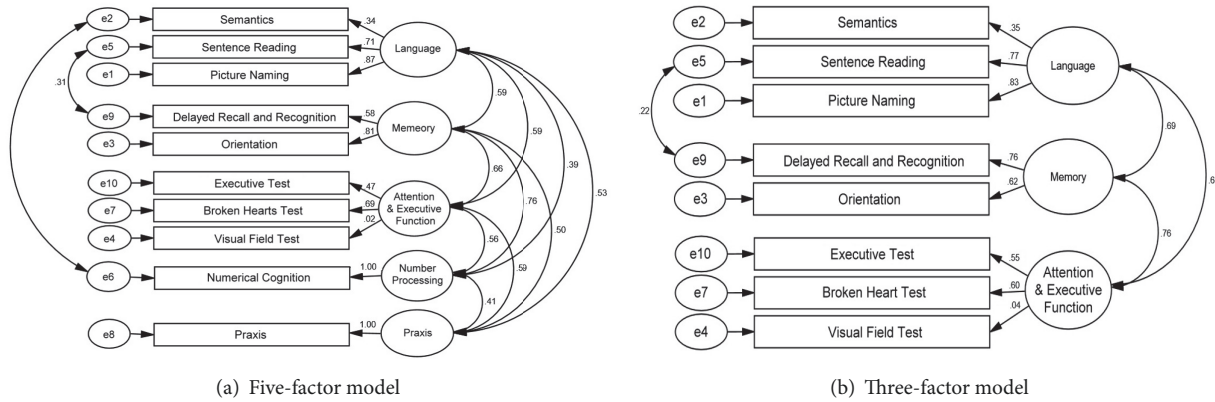 e2
Semantics
.34
e5
Sentence Reading
.71
Language
e1
Picture Naming
.87
.31
.59
e9
Delayed Recall and Recognition
.58
Memeory
.59
e3
Orientation
.81
.39
.66
.53
e10
Executive Test
.47
.76
e7
Broken Hearts Test
.69
Attention
& Executive
Function
.50
e4
Visual Field Test
.02
.56
e6
Numerical Cognition
1.00
Number
Processing
.59
.41
e8
Praxis
1.00
Praxis
(a) Five-factor model
e2
Semantics
.35
e5
Sentence Reading
.77
Language
e1
Picture Naming
.83
.22
.69
e9
Delayed Recall and Recognition
.76
Memory
.6
e3
Orientation
.62
.76
e10
Executive Test
.55
e7
Broken Heart Test
.60
Attention
& Executive
Function
e4
Visual Field Test
.04
(b) Three-factor model